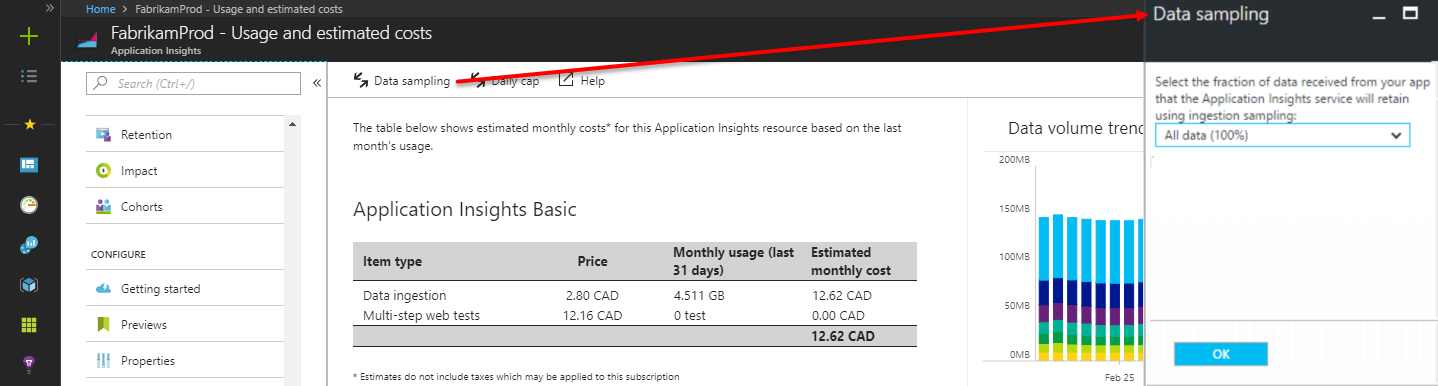 Home > FabrikamProd - Usage and estimated costs
FabrikamProd - Usage and estimated costs
Application Insights
Search (Ctrl+/)
Retention
Impact
Cohorts
CONFIGURE
Getting started
Previews
Properties
Data sampling
Daily cap
Help
The table below shows estimated monthly costs* for this Application Insights resource based on the last
month's usage.
Application Insights Basic
Item type Price Monthly usage (last 31 days) Estimated monthly cost
Data ingestion 2.80 CAD 4.511 GB 12.62 CAD
Multi-step web tests 12.16 CAD 0 test 0.00 CAD
12.62 CAD
* Estimates do not include taxes which may be applied to this subscription
Data volume trend
200MB
150MB
100MB
50MB
0MB
Feb 25
Data sampling
Select the fraction of data received from your app
that the Application Insights service will retain
using ingestion sampling:
All data (100%)
OK